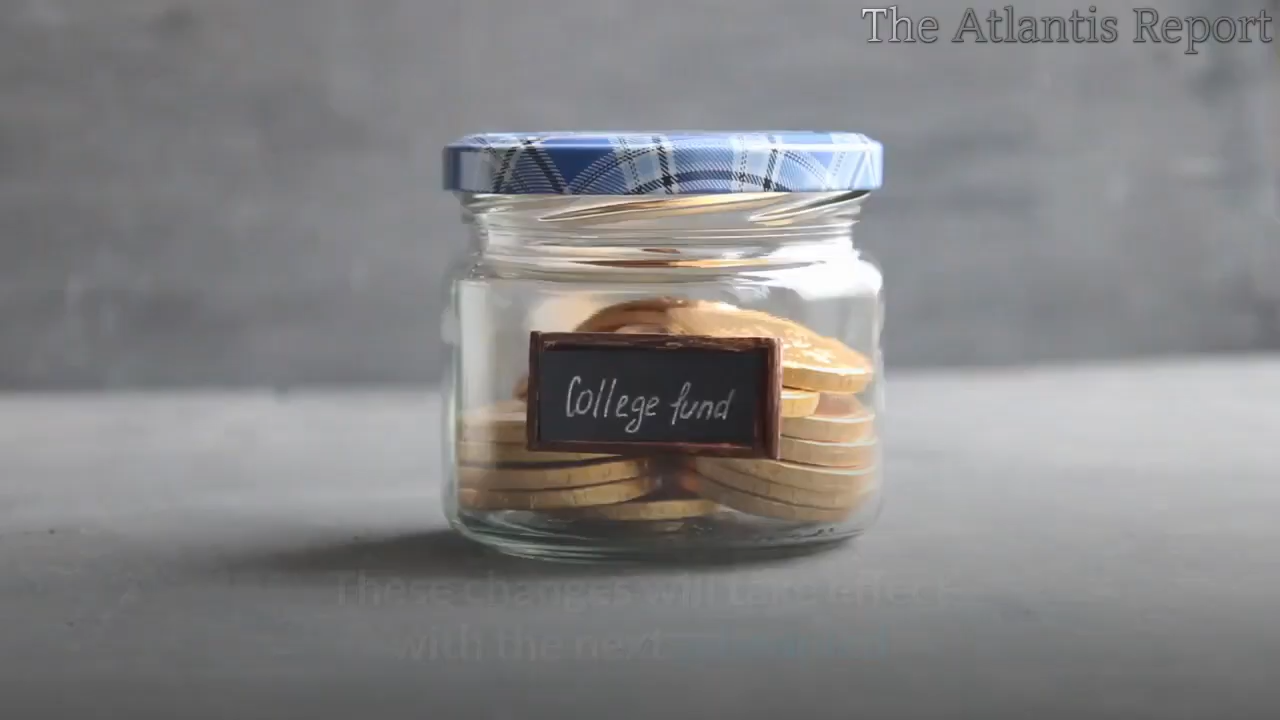 The Atlantis Report
College fund
These changes will take effect
with the next